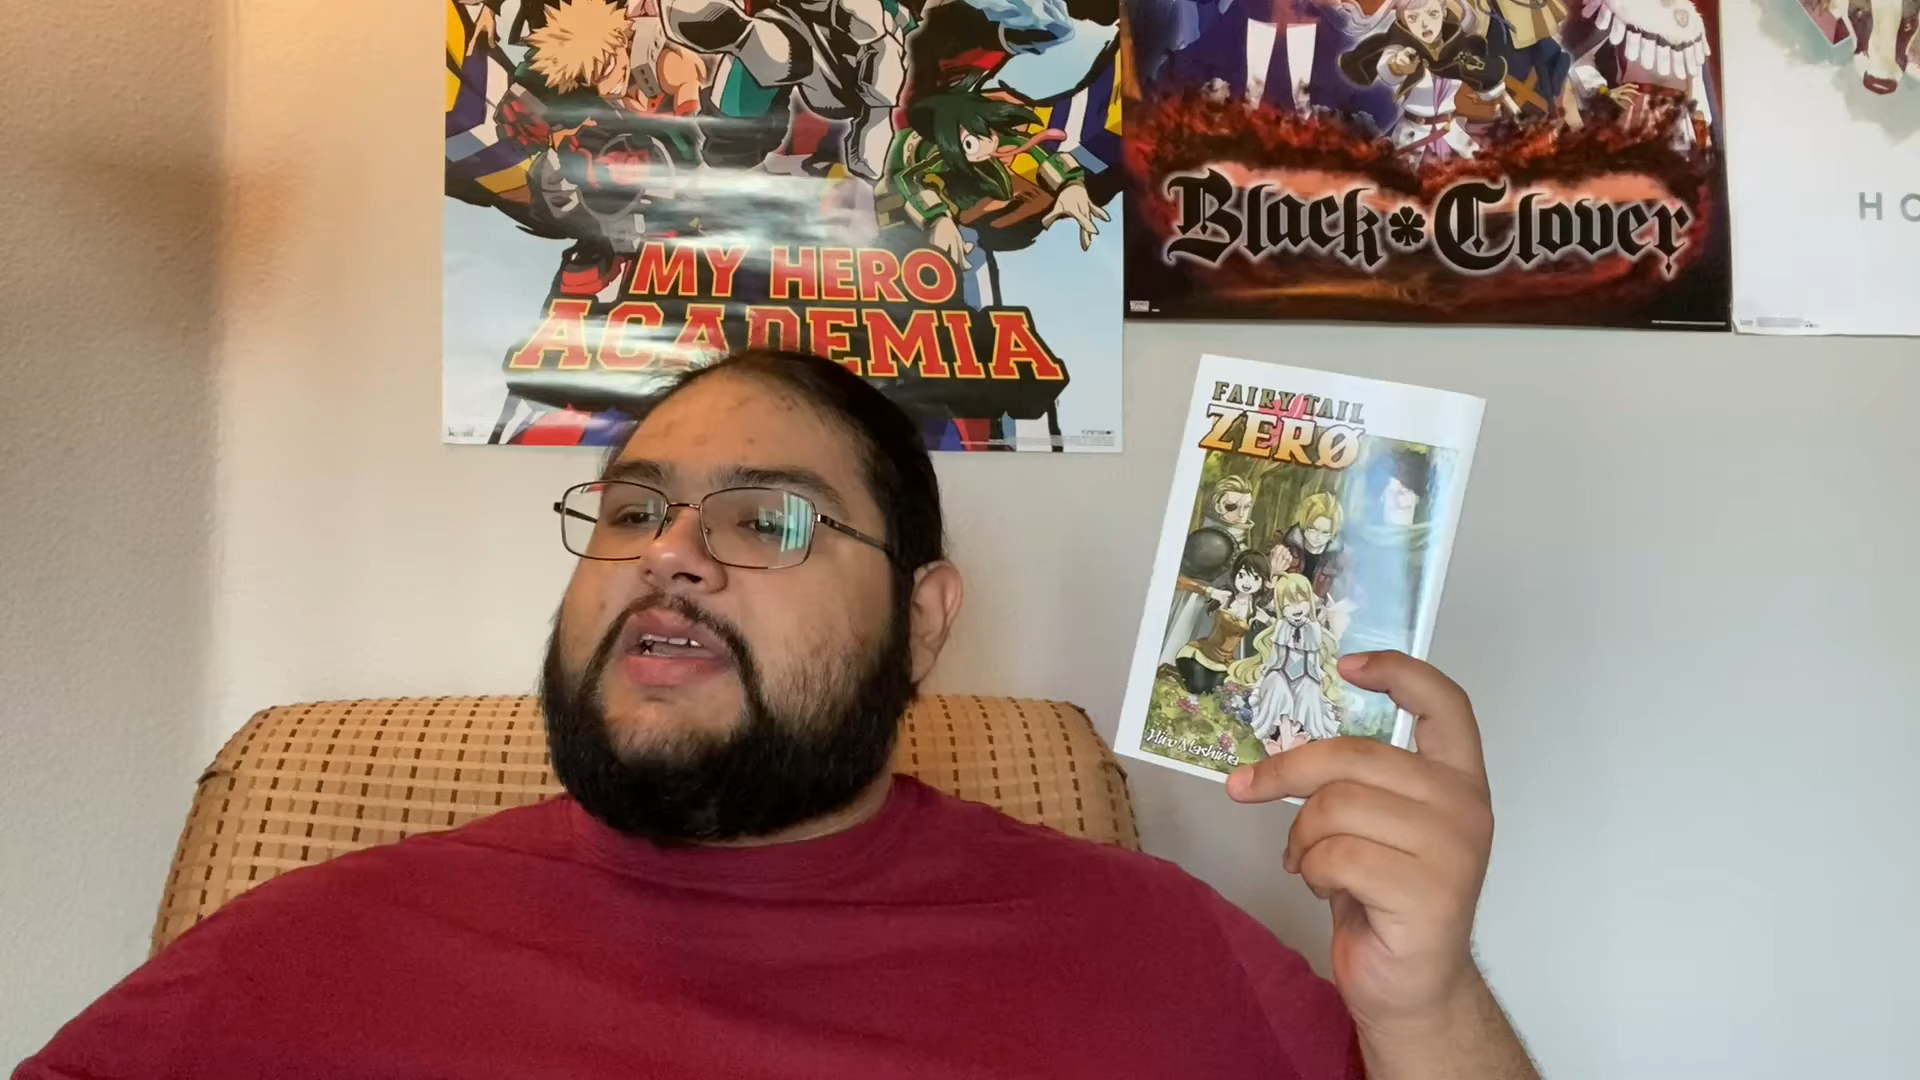 MY HERO
ACADEMIA
Black Clover
HO
FAIRY TAIL
ZERØ
Hiro Mashima